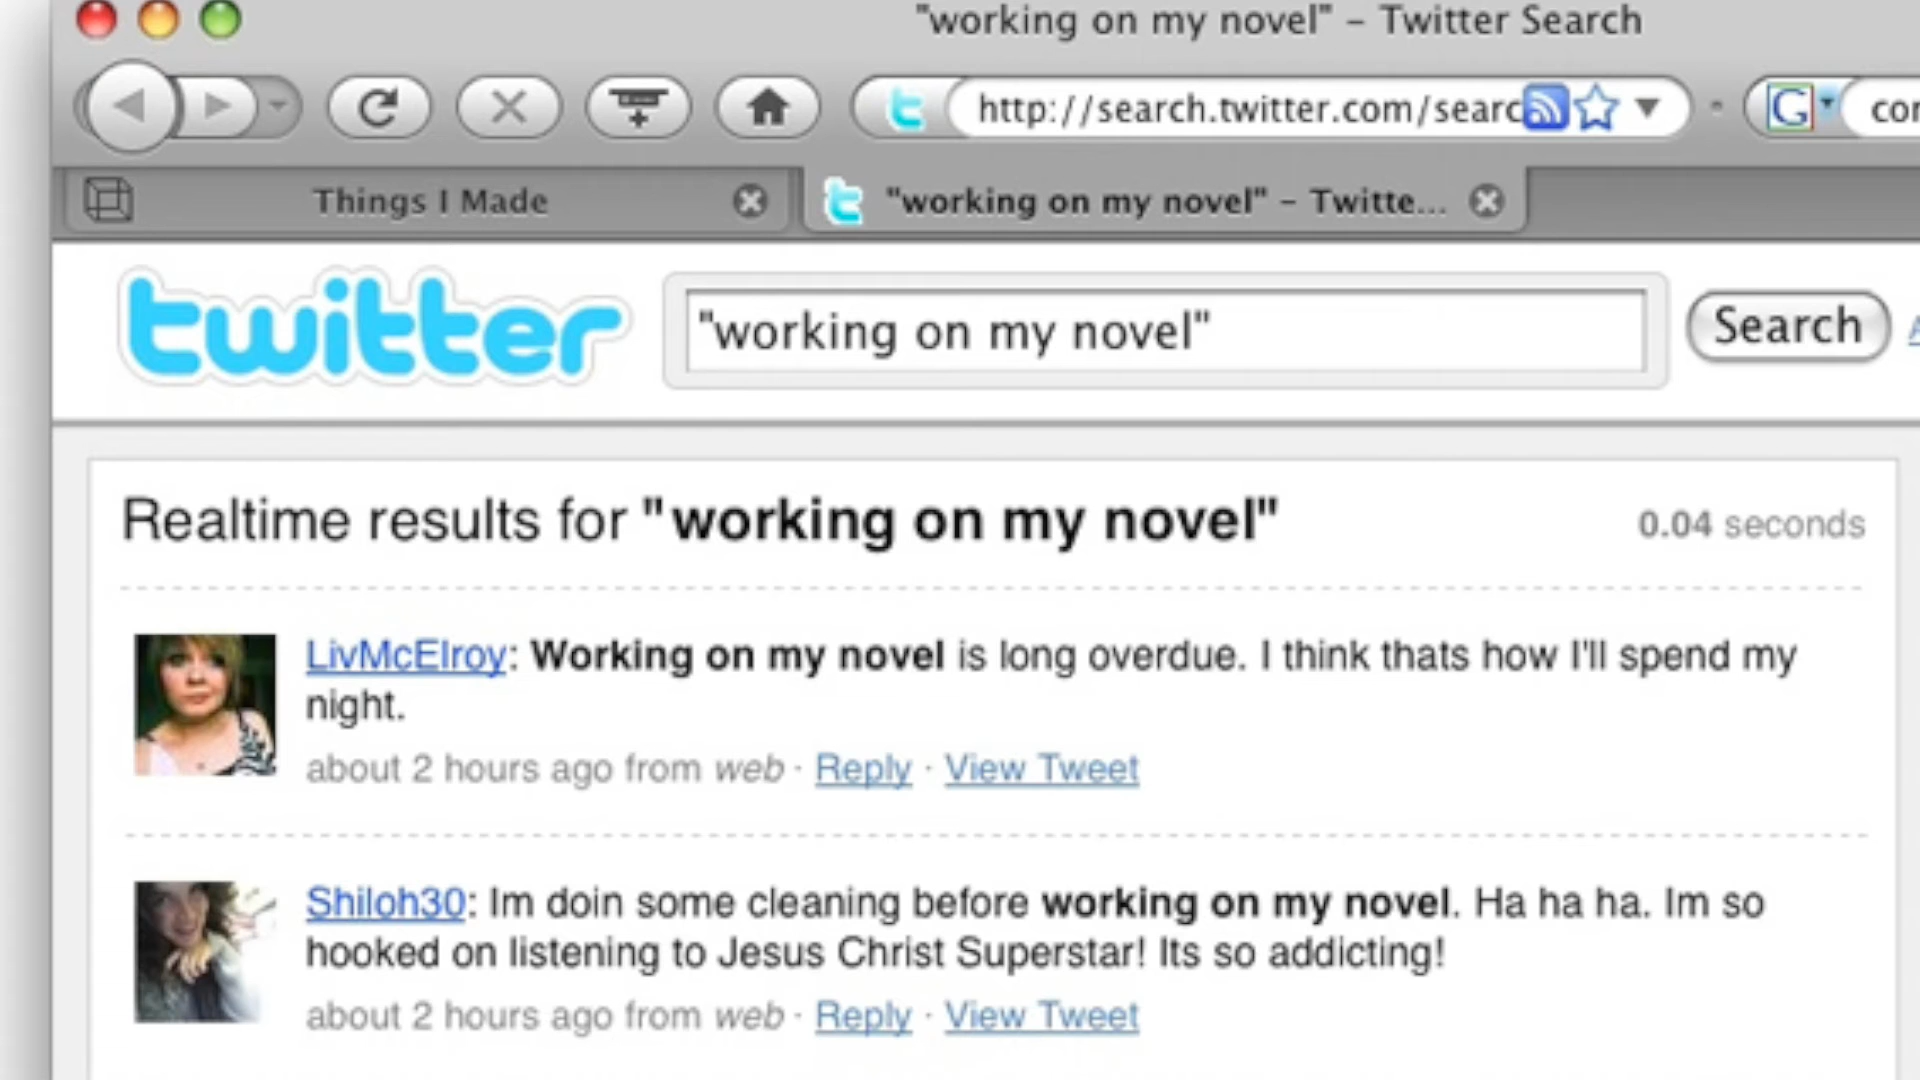 "working on my novel" – Twitter Search
http://search.twitter.com/searc
G
Things I Made
"working on my novel" – Twitte...
twitter
"working on my novel"
Search
Realtime results for "working on my novel"
0.04 seconds
LivMcElroy: Working on my novel is long overdue. I think thats how I'll spend my
night.
about 2 hours ago from web · Reply · View Tweet
Shiloh30: Im doin some cleaning before working on my novel. Ha ha ha. Im so
hooked on listening to Jesus Christ Superstar! Its so addicting!
about 2 hours ago from web · Reply · View Tweet